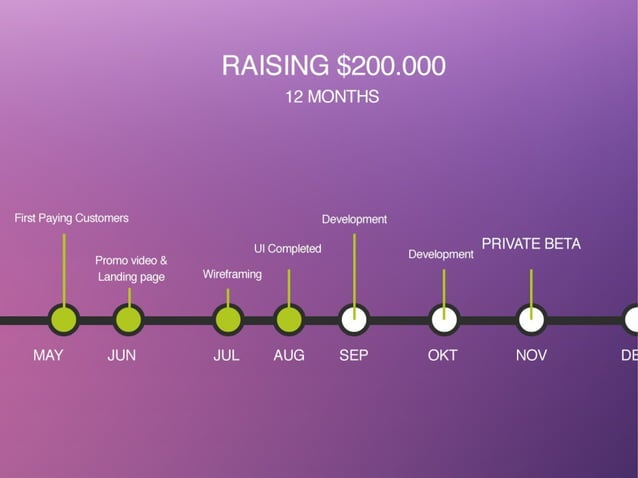 RAISING $200.000
12 MONTHS
First Paying Customers
Promo video &
Landing page
Wireframing
UI Completed
Development
Development
PRIVATE BETA
MAY
JUN
JUL
AUG
SEP
OKT
NOV
DE